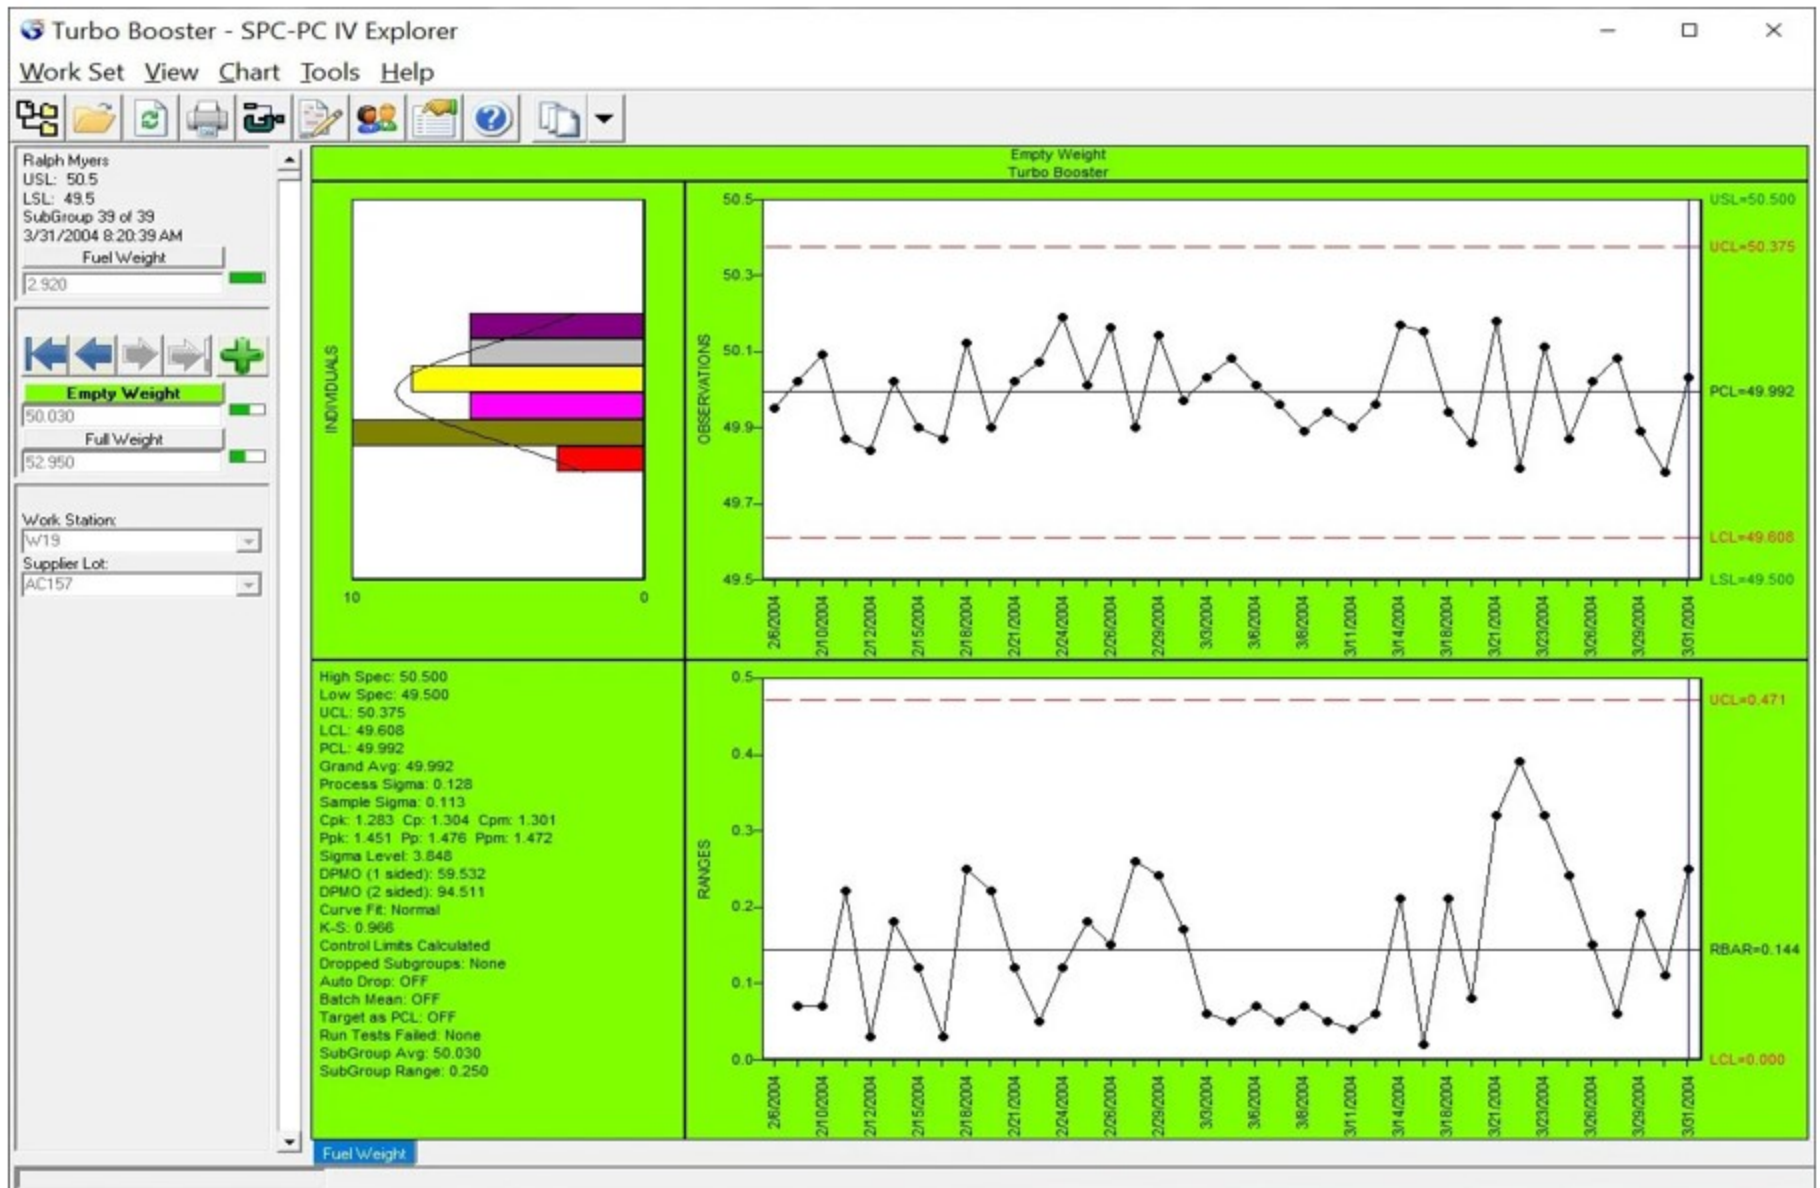 Turbo Booster - SPC-PC IV Explorer
Work Set View Chart Tools Help
Ralph Myers
USL: 50.5
LSL: 49.5
SubGroup 39 of 39
3/31/2004 8:20:39 AM
Fuel Weight
2.920
Empty Weight
50.030
Full Weight
52.950
Work Station:
W19
Supplier Lot:
AC157
Empty Weight
Turbo Booster
INDIVIDUALS
10 0
OBSERVATIONS
50.5
50.3
50.1
49.9
49.7
49.5
USL=50.500
UCL=50.375
PCL=49.992
LCL=49.608
LSL=49.500
2/6/2004 2/10/2004 2/12/2004 2/15/2004 2/18/2004 2/21/2004 2/24/2004 2/26/2004 2/29/2004 3/3/2004 3/6/2004 3/8/2004 3/11/2004 3/14/2004 3/18/2004 3/21/2004 3/23/2004 3/26/2004 3/29/2004 3/31/2004
High Spec: 50.500
Low Spec: 49.500
UCL: 50.375
LCL: 49.608
PCL: 49.992
Grand Avg: 49.992
Process Sigma: 0.128
Sample Sigma: 0.113
Cpk: 1.283 Cp: 1.304 Cpm: 1.301
Ppk: 1.451 Pp: 1.476 Ppm: 1.472
Sigma Level: 3.848
DPMO (1 sided): 59.532
DPMO (2 sided): 94.511
Curve Fit: Normal
K-S: 0.966
Control Limits Calculated
Dropped Subgroups: None
Auto Drop: OFF
Batch Mean: OFF
Target as PCL: OFF
Run Tests Failed: None
SubGroup Avg: 50.030
SubGroup Range: 0.250
RANGES
0.5
0.4
0.3
0.2
0.1
0.0
UCL=0.471
RBAR=0.144
LCL=0.000
2/6/2004 2/10/2004 2/12/2004 2/15/2004 2/18/2004 2/21/2004 2/24/2004 2/26/2004 2/29/2004 3/3/2004 3/6/2004 3/8/2004 3/11/2004 3/14/2004 3/18/2004 3/21/2004 3/23/2004 3/26/2004 3/29/2004 3/31/2004
Fuel Weight